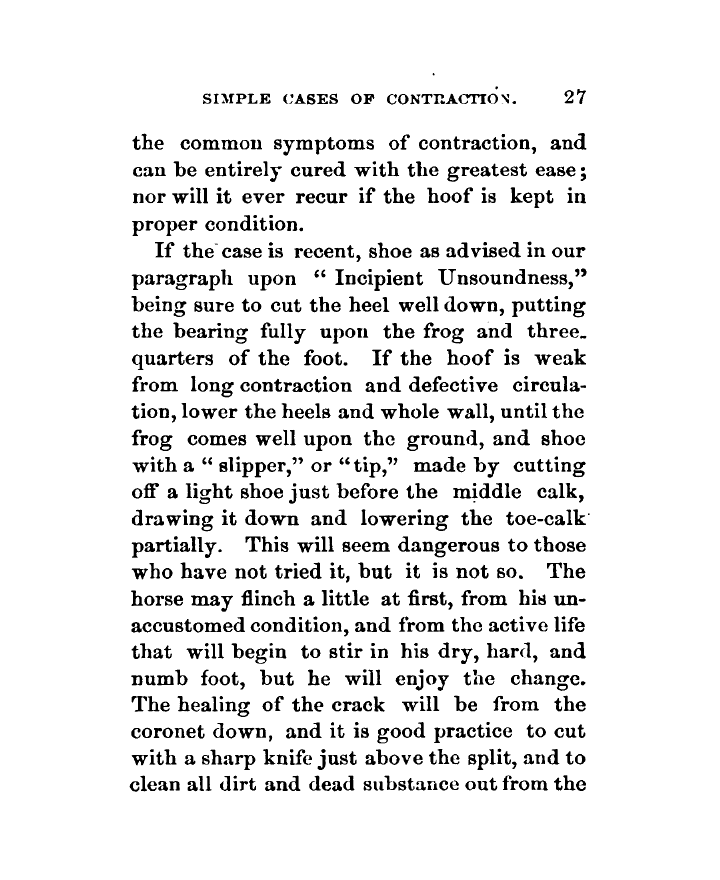 SIMPLE CASES OF CONTRACTION. 27
the common symptoms of contraction, and
can be entirely cured with the greatest ease;
nor will it ever recur if the hoof is kept in
proper condition.
If the case is recent, shoe as advised in our
paragraph upon “ Incipient Unsoundness,”
being sure to cut the heel well down, putting
the bearing fully upon the frog and three-
quarters of the foot. If the hoof is weak
from long contraction and defective circula-
tion, lower the heels and whole wall, until the
frog comes well upon the ground, and shoe
with a “ slipper,” or “tip,” made by cutting
off a light shoe just before the middle calk,
drawing it down and lowering the toe-calk
partially. This will seem dangerous to those
who have not tried it, but it is not so. The
horse may flinch a little at first, from his un-
accustomed condition, and from the active life
that will begin to stir in his dry, hard, and
numb foot, but he will enjoy the change.
The healing of the crack will be from the
coronet down, and it is good practice to cut
with a sharp knife just above the split, and to
clean all dirt and dead substance out from the